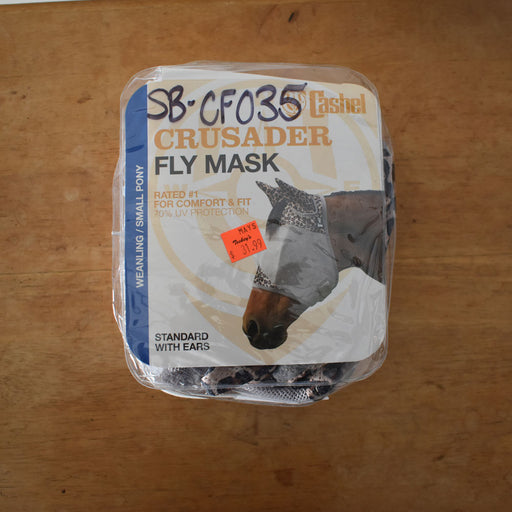 SB-CF035
Cashel
CRUSADER
FLY MASK
RATED #1
FOR COMFORT & FIT
70% UV PROTECTION
WEANLING / SMALL PONY
MAYS
Today's
$ 31.99
STANDARD
WITH EARS